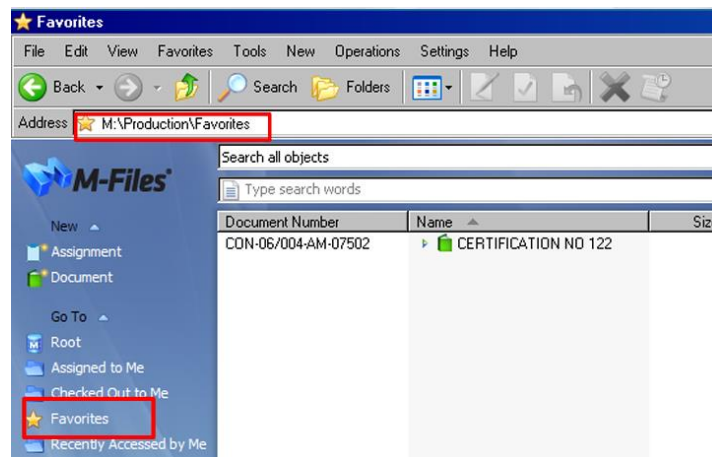 Favorites
File Edit View Favorites Tools New Operations Settings Help
Back Search Folders
Address M:\Production\Favorites
M-Files
Search all objects
Type search words
New
Assignment
Document
Go To
Root
Assigned to Me
Checked Out to Me
Favorites
Recently Accessed by Me
Document Number Name Siz
CON-06/004-AM-07502 CERTIFICATION NO 122